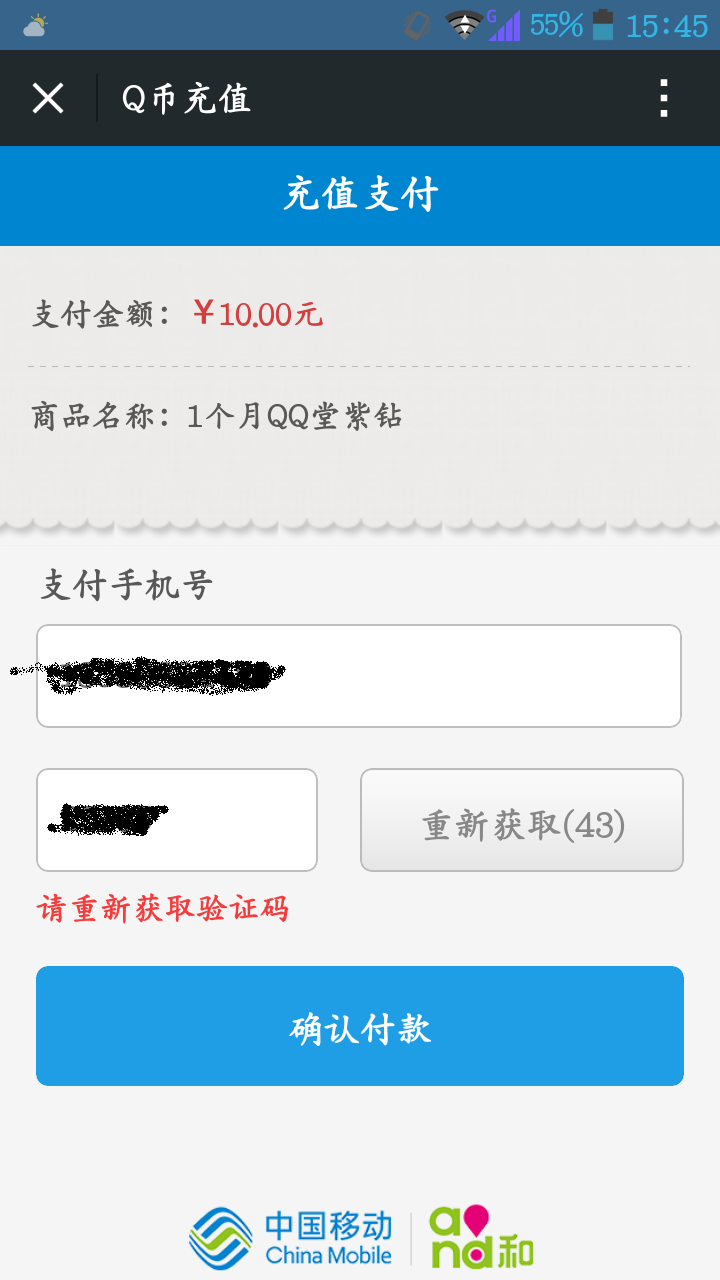 G 55% 15:45
Q币充值
充值支付
支付金额：￥10.00元
商品名称：1个月QQ堂紫钻
支付手机号
重新获取(43)
请重新获取验证码
确认付款
中国移动 and和
China Mobile